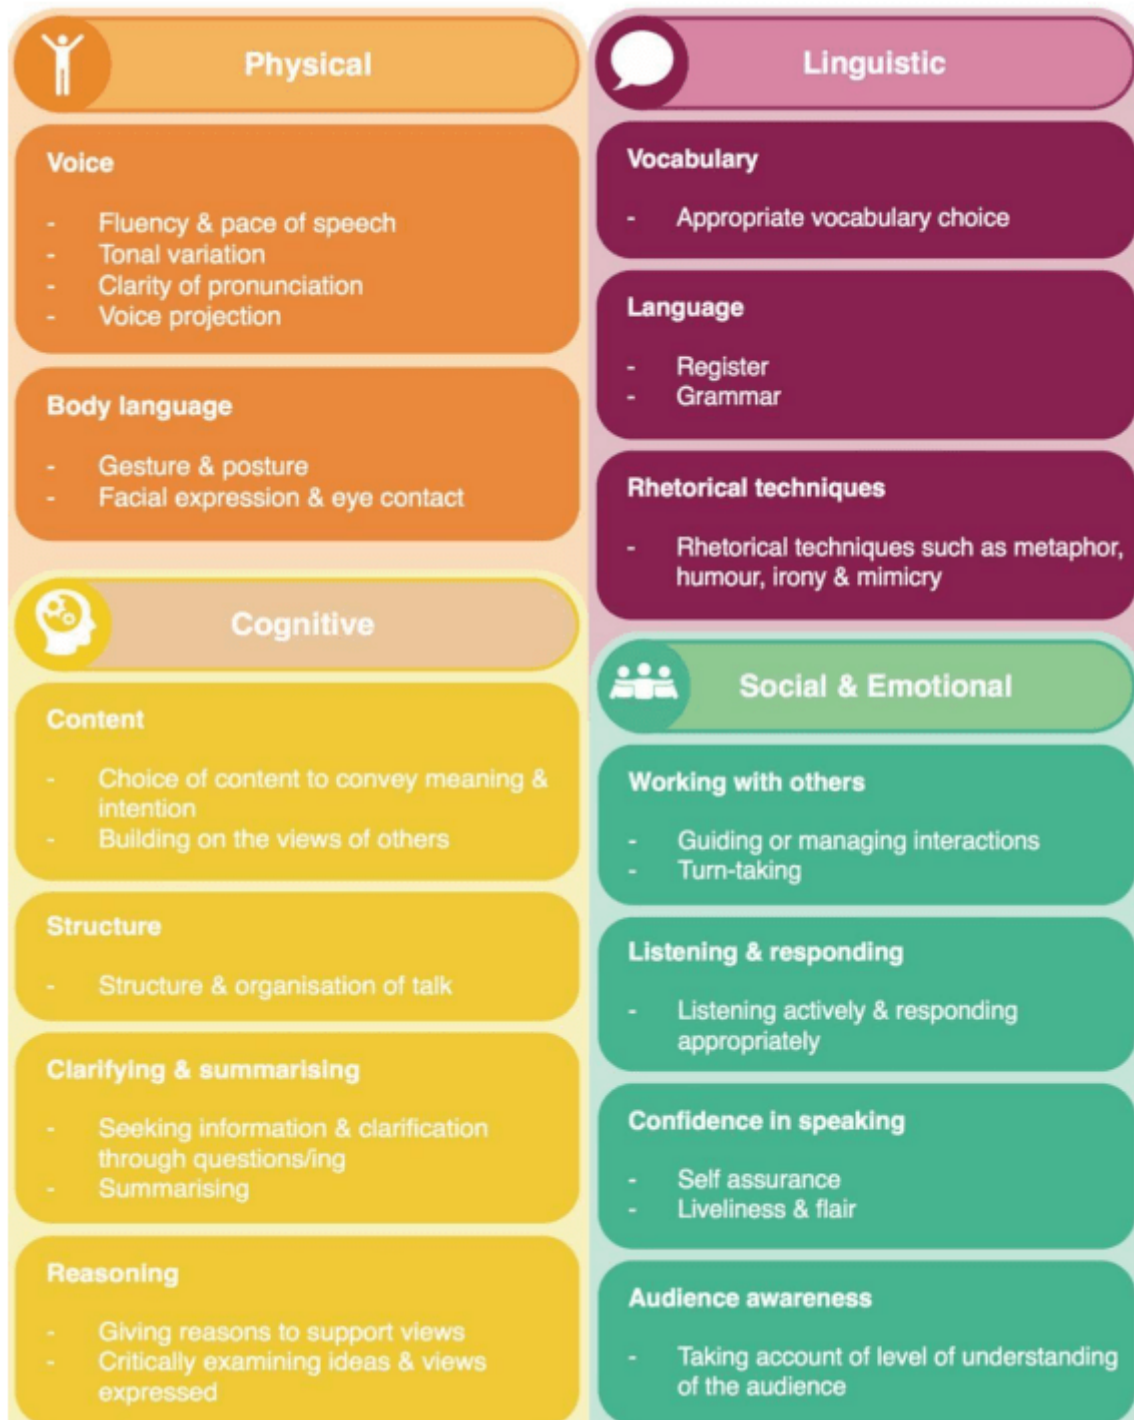 Physical
Voice
- Fluency & pace of speech
- Tonal variation
- Clarity of pronunciation
- Voice projection
Body language
- Gesture & posture
- Facial expression & eye contact
Cognitive
Content
- Choice of content to convey meaning &
intention
- Building on the views of others
Structure
- Structure & organisation of talk
Clarifying & summarising
- Seeking information & clarification
through questions/ing
- Summarising
Reasoning
- Giving reasons to support views
- Critically examining ideas & views
expressed
Linguistic
Vocabulary
- Appropriate vocabulary choice
Language
- Register
- Grammar
Rhetorical techniques
- Rhetorical techniques such as metaphor,
humour, irony & mimicry
Social & Emotional
Working with others
- Guiding or managing interactions
- Turn-taking
Listening & responding
- Listening actively & responding
appropriately
Confidence in speaking
- Self assurance
- Liveliness & flair
Audience awareness
- Taking account of level of understanding
of the audience